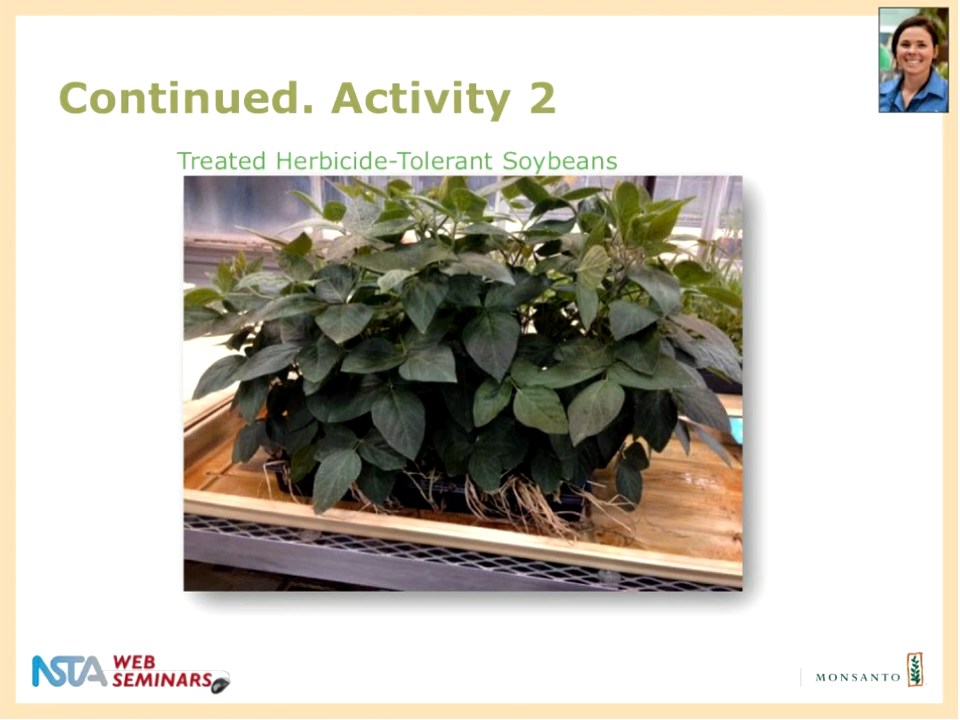 Continued. Activity 2
Treated Herbicide-Tolerant Soybeans
NSTA WEB
SEMINARS
MONSANTO